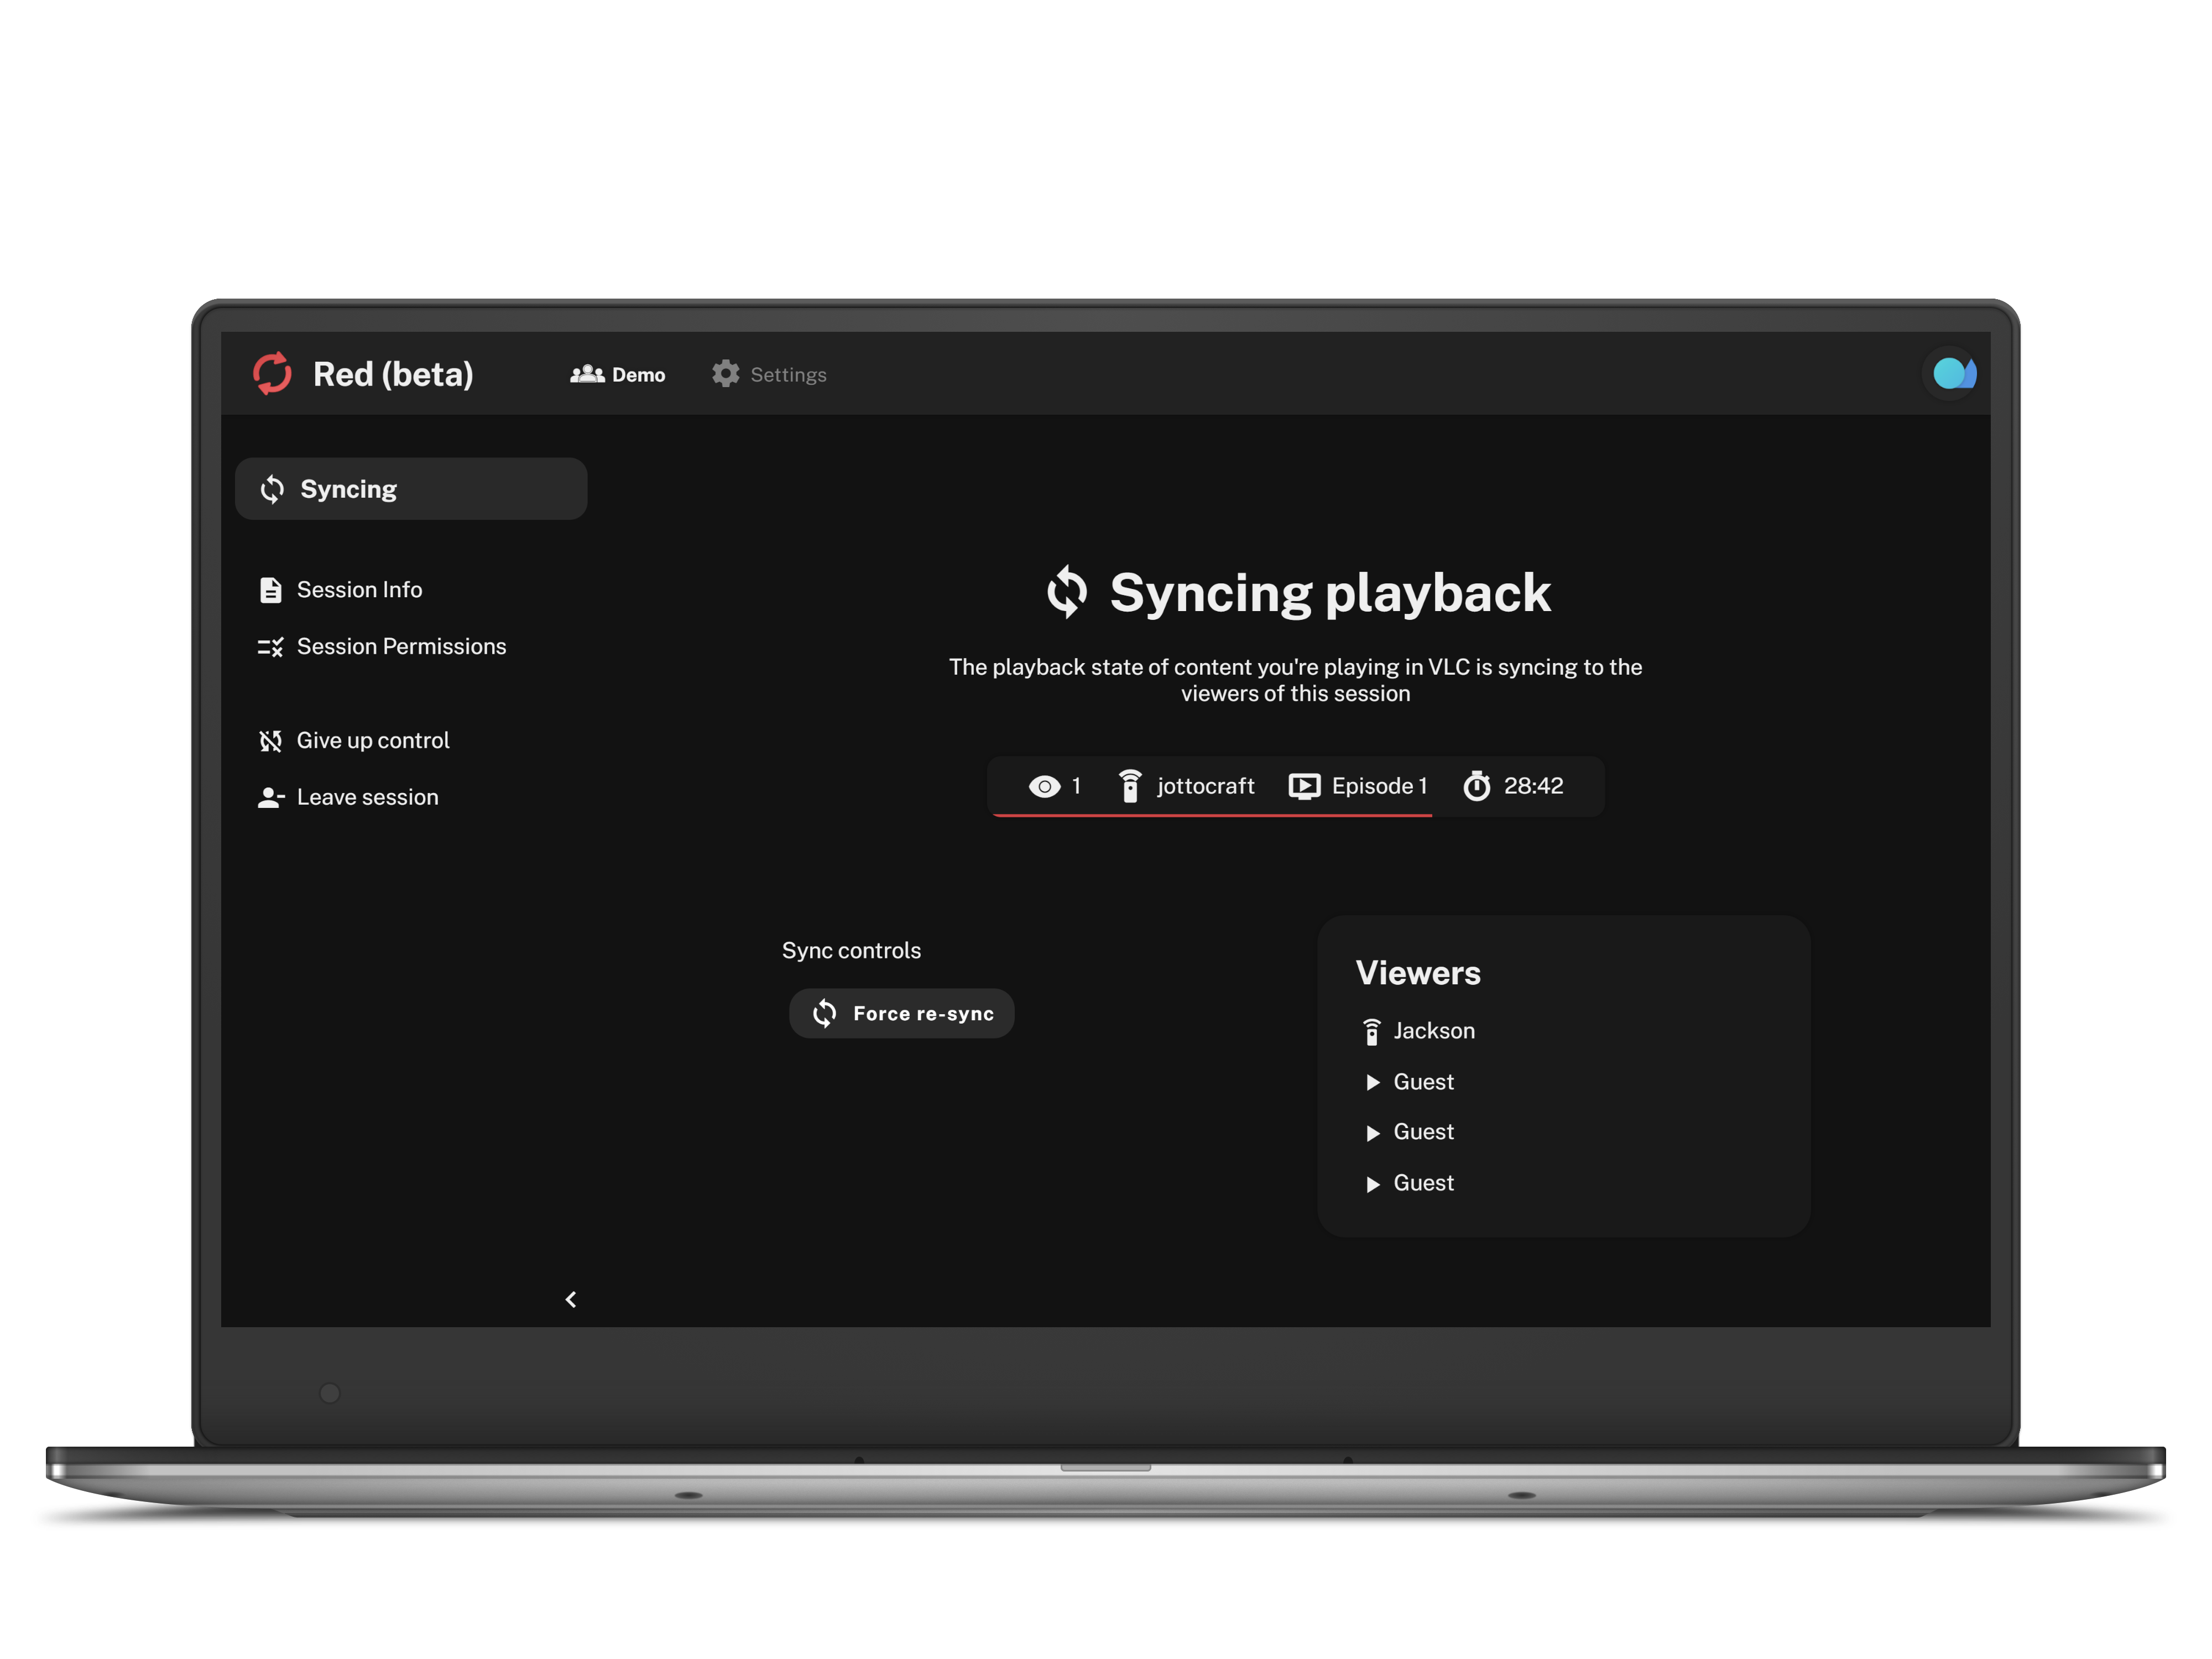 Red (beta)
Demo
Settings
Syncing
Session Info
Session Permissions
Give up control
Leave session
Syncing playback
The playback state of content you're playing in VLC is syncing to the
viewers of this session
1
jottocraft
Episode 1
28:42
Sync controls
Force re-sync
Viewers
Jackson
Guest
Guest
Guest